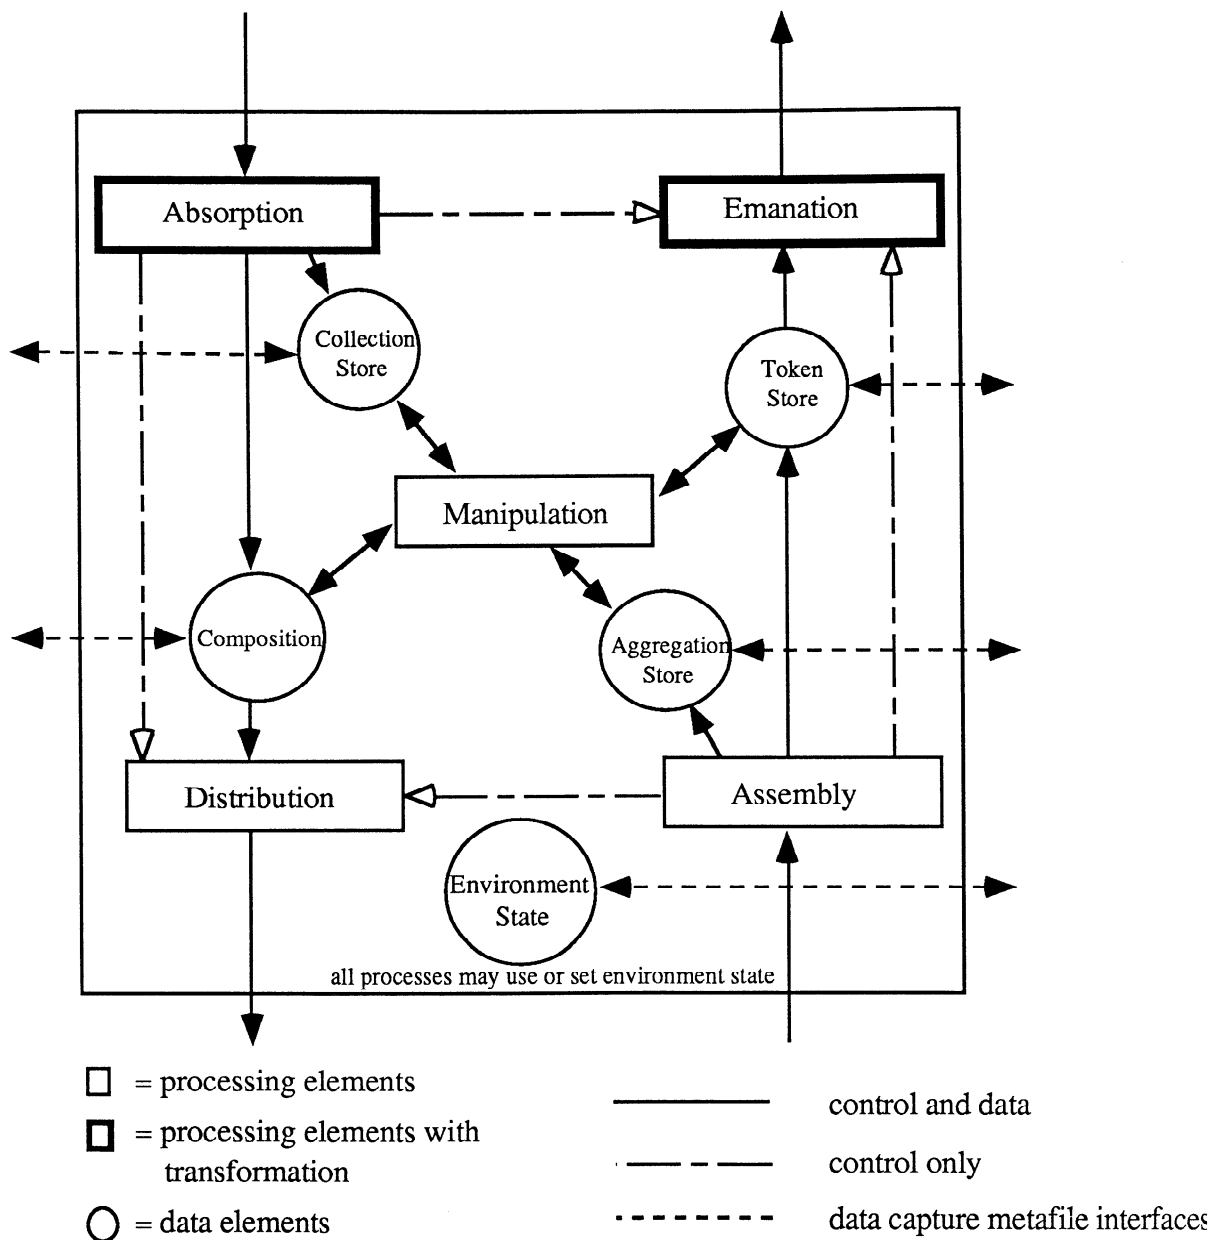 Absorption
Emanation
Collection
Store
Token
Store
Manipulation
Composition
Aggregation
Store
Distribution
Assembly
Environment
State
all processes may use or set environment state
= processing elements
= processing elements with
transformation
= data elements
control and data
control only
data capture metafile interfaces